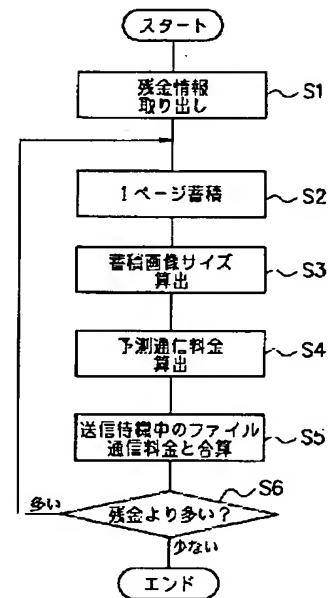 スタート
残金情報
取り出し
S1
1ページ蓄積
S2
蓄積画像サイズ
算出
S3
予測通信料金
算出
S4
送信待機中のファイル
通信料金と合算
S5
S6
多い
残金より多い?
少ない
エンド